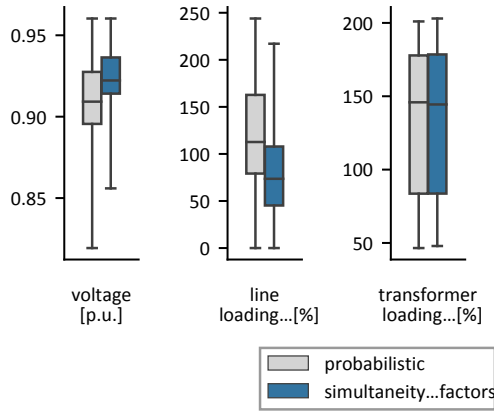 0.95
0.90
0.85
voltage
[p.u.]
250
200
150
100
50
0
line
loading...[%]
200
150
100
50
transformer
loading...[%]
probabilistic
simultaneity...factors